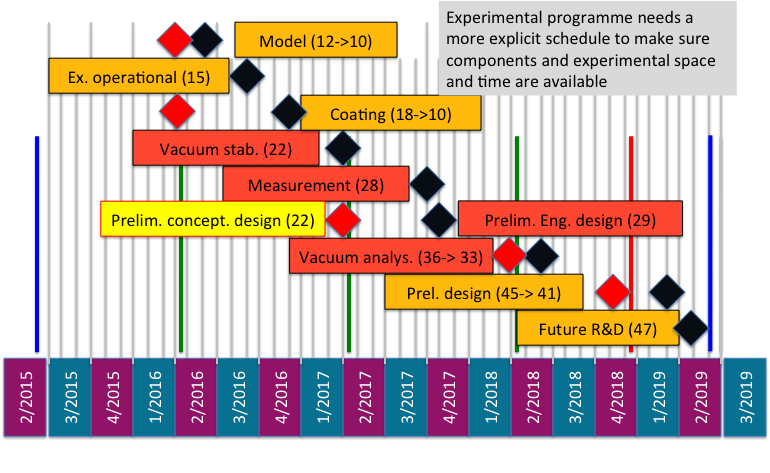 Experimental programme needs a
more explicit schedule to make sure
components and experimental space
and time are available
Model (12->10)
Ex. operational (15)
Coating (18->10)
Vacuum stab. (22)
Measurement (28)
Prelim. concept. design (22)
Prelim. Eng. design (29)
Vacuum analys. (36-> 33)
Prel. design (45-> 41)
Future R&D (47)
2/2015
3/2015
4/2015
1/2016
2/2016
3/2016
4/2016
1/2017
2/2017
3/2017
4/2017
1/2018
2/2018
3/2018
4/2018
1/2019
2/2019
3/2019